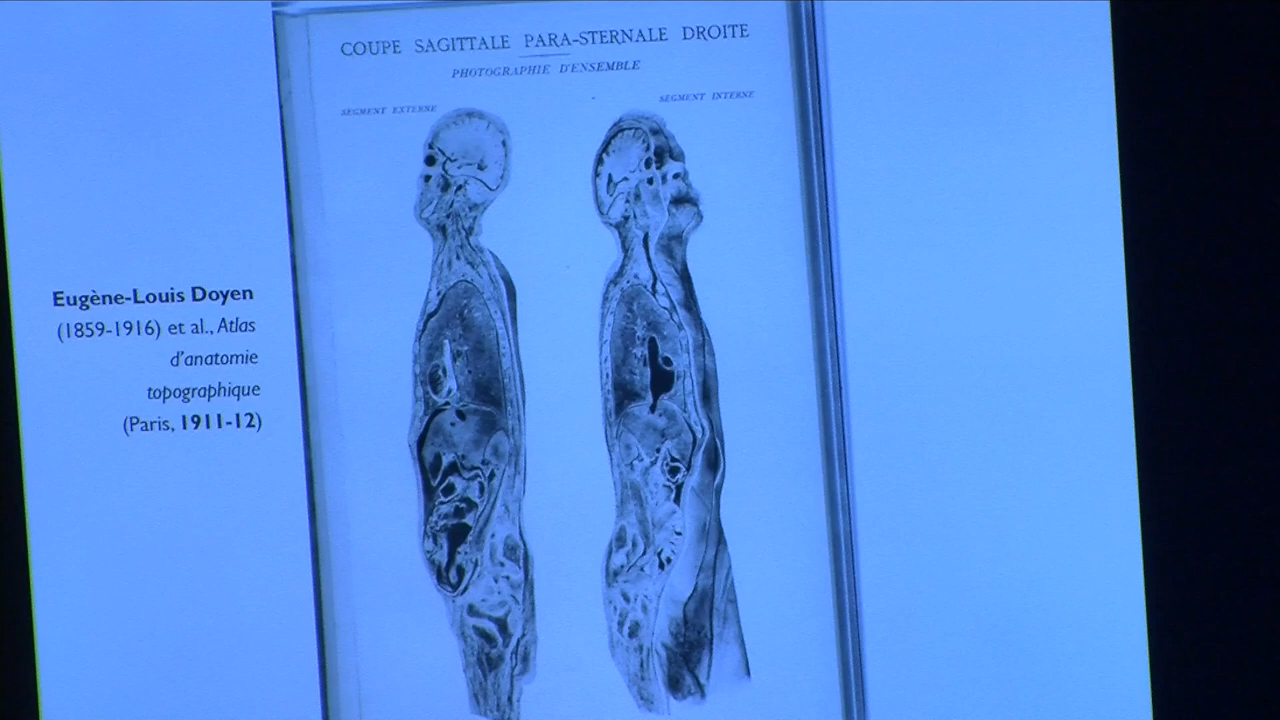 COUPE SAGITTALE PARA-STERNALE DROITE
PHOTOGRAPHIE D'ENSEMBLE
SEGMENT EXTERNE
SEGMENT INTERNE
Eugène-Louis Doyen
(1859-1916) et al., Atlas
d'anatomie
topographique
(Paris, 1911-12)